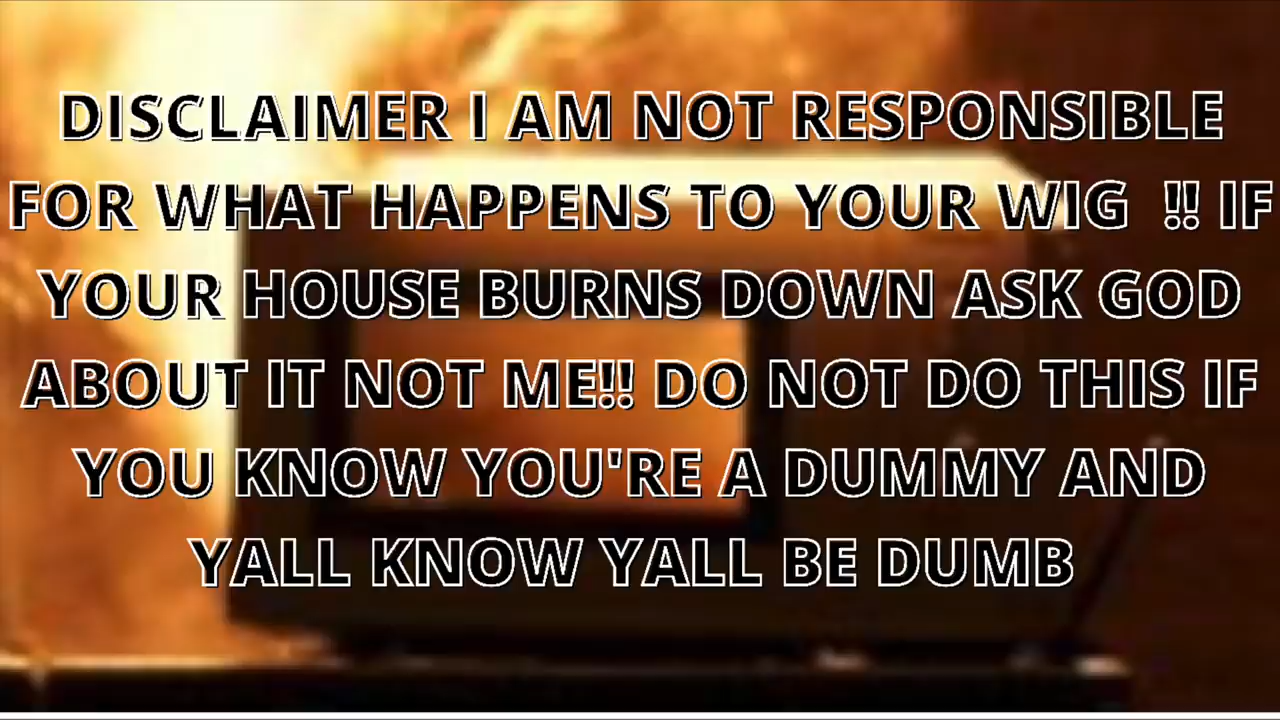 DISCLAIMER I AM NOT RESPONSIBLE
FOR WHAT HAPPENS TO YOUR WIG !! IF
YOUR HOUSE BURNS DOWN ASK GOD
ABOUT IT NOT ME!! DO NOT DO THIS IF
YOU KNOW YOU'RE A DUMMY AND
YALL KNOW YALL BE DUMB